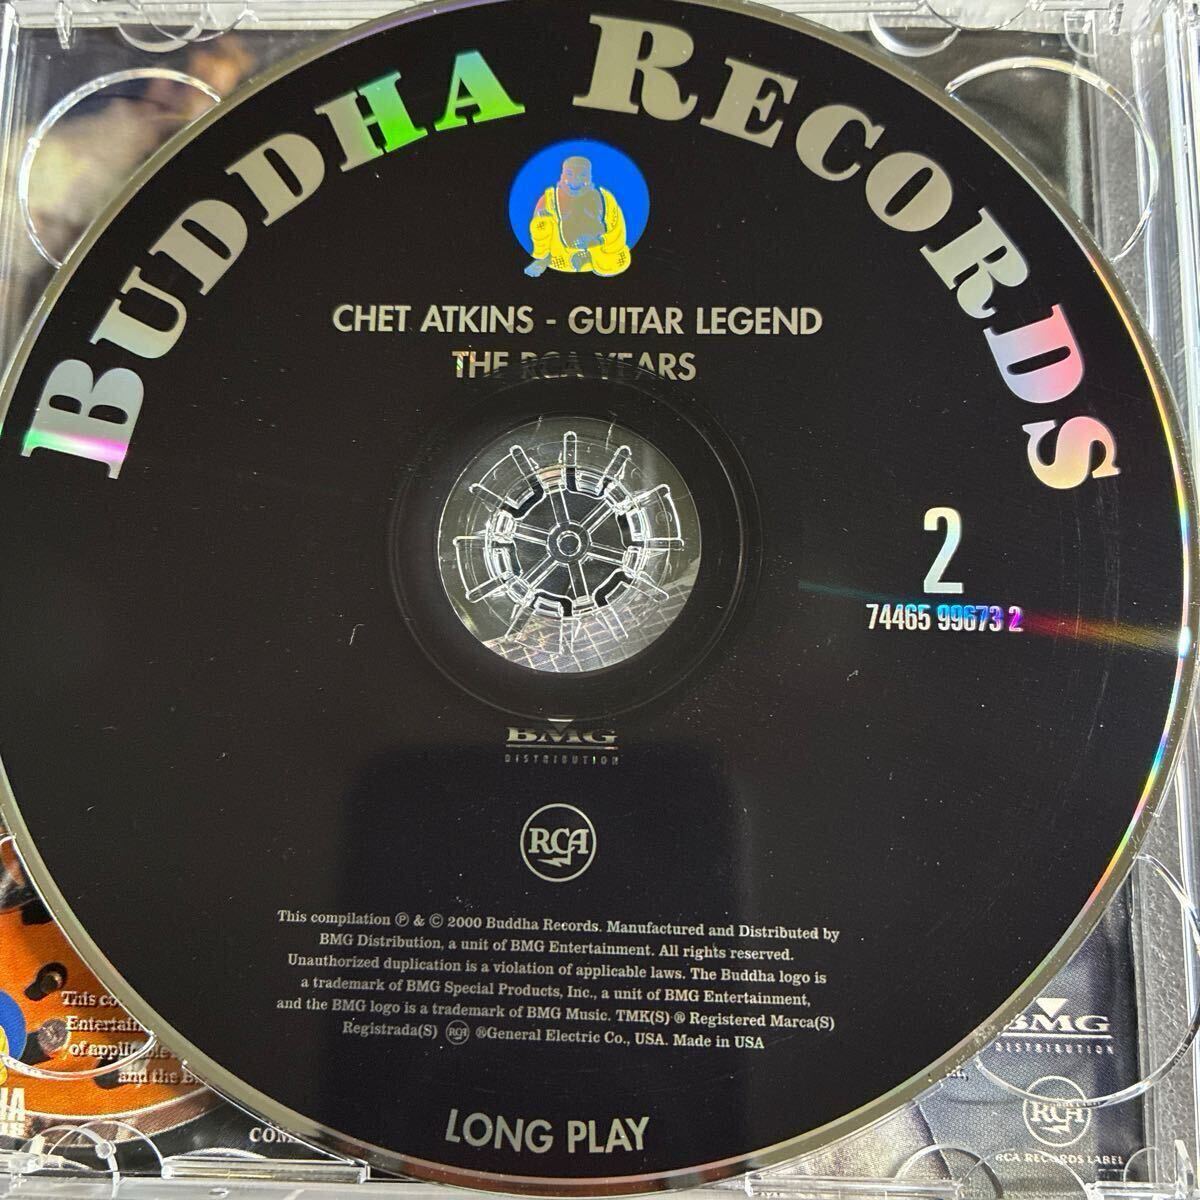 BUDDHA RECORDS
CHET ATKINS - GUITAR LEGEND
THE RCA YEARS
2
74465 99673 2
BMG
DISTRIBUTION
RCA
This compilation ℗ & © 2000 Buddha Records. Manufactured and Distributed by
BMG Distribution, a unit of BMG Entertainment. All rights reserved.
Unauthorized duplication is a violation of applicable laws. The Buddha logo is
a trademark of BMG Special Products, Inc., a unit of BMG Entertainment,
and the BMG logo is a trademark of BMG Music. TMK(S) ® Registered Marca(S)
Registrada(S) RCA ®General Electric Co., USA. Made in USA
LONG PLAY
This
of
and the
BMG
DISTRIBUTION
RCA
RCA RECORDS LABEL